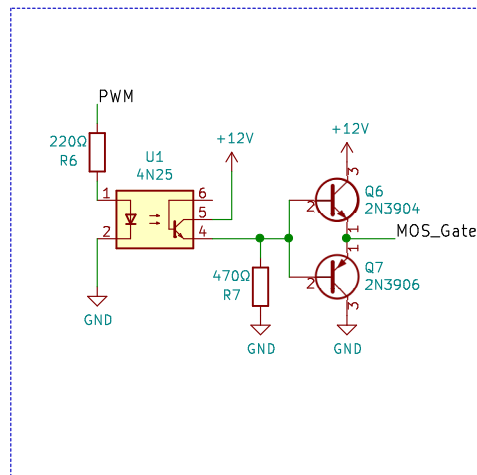 PWM
220Ω
R6
U1
4N25
+12V
+12V
1
2
6
5
4
3
2
1
Q6
2N3904
MOS_Gate
1
2
3
Q7
2N3906
470Ω
R7
GND
GND
GND